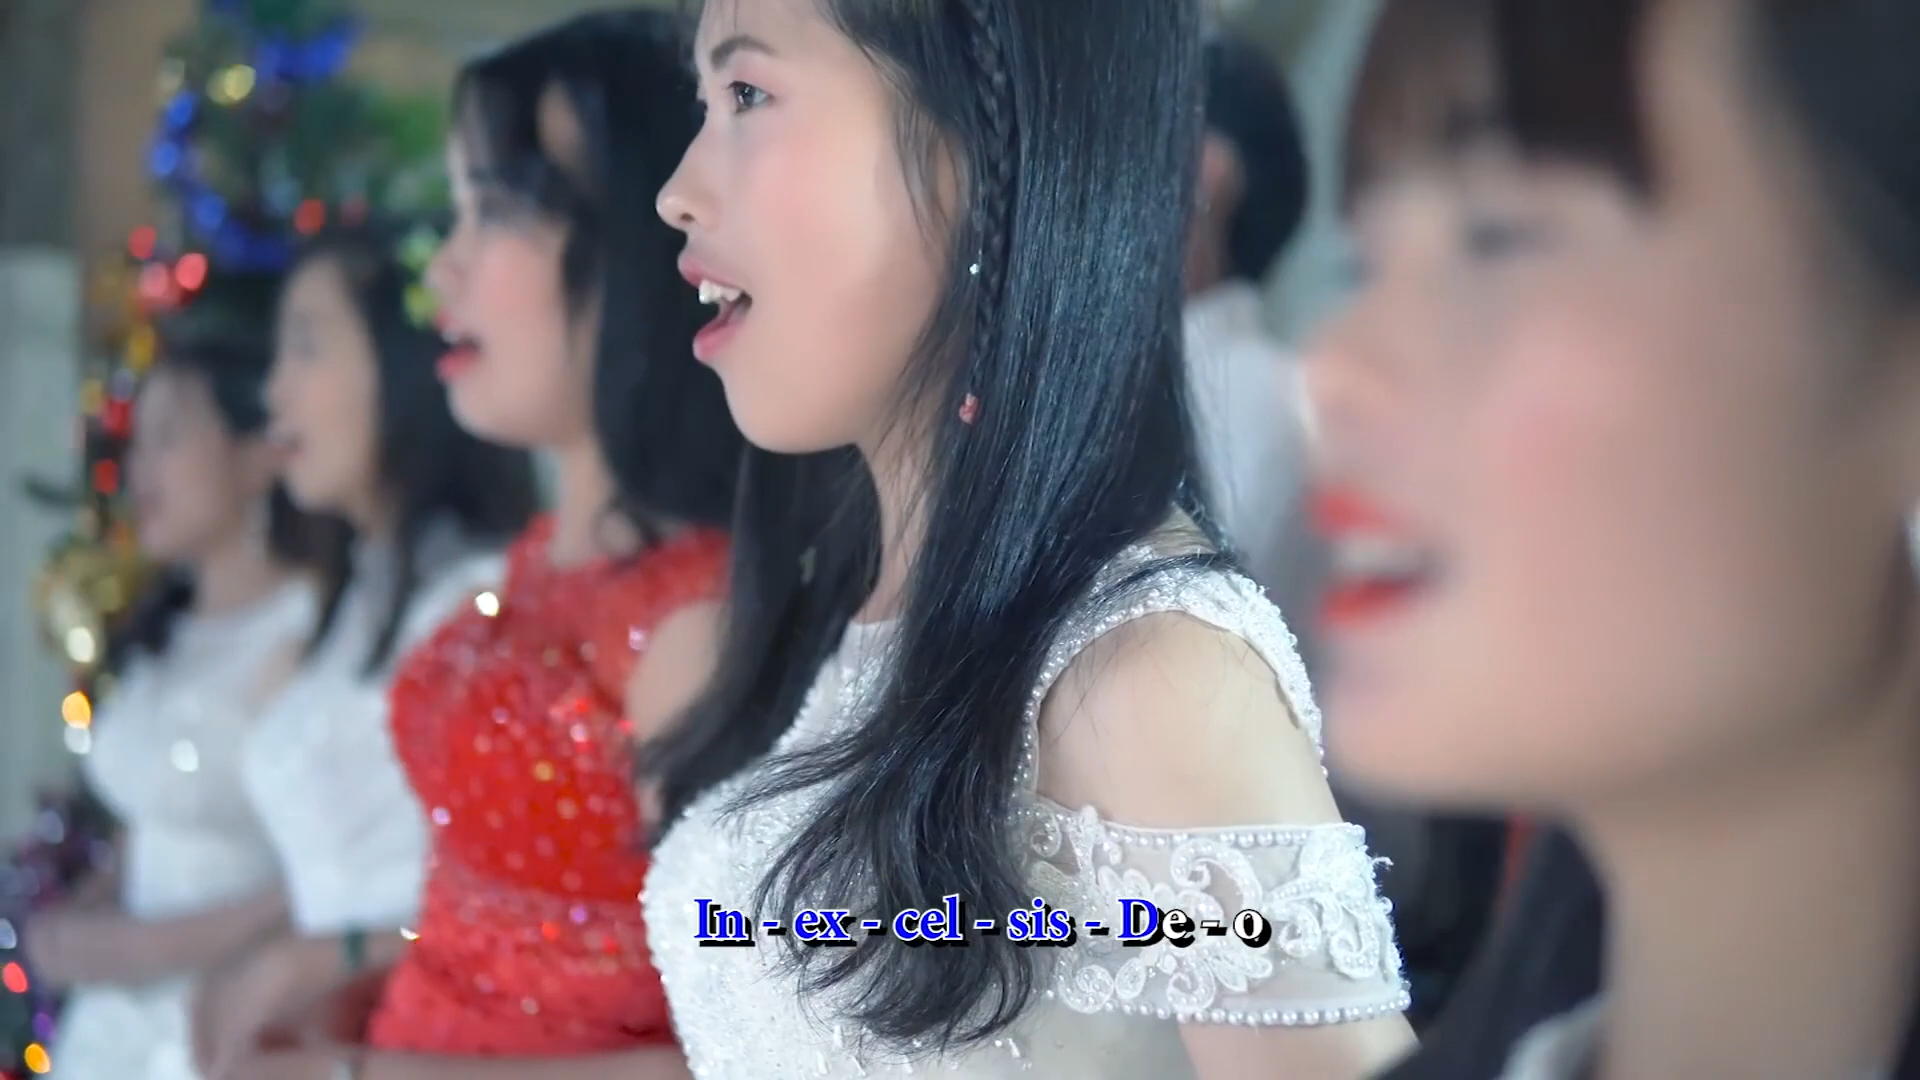 In - ex - cel - sis - De - o